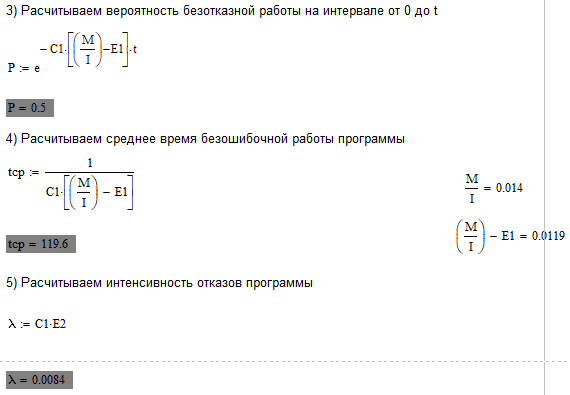 3) Расчитываем вероятность безотказной работы на интервале от 0 до t
P := e^(−C1·[(M/I)−E1]·t)
P = 0.5
4) Расчитываем среднее время безошибочной работы программы
tcp := 1/(C1·[(M/I) − E1])
M/I = 0.014
(M/I) − E1 = 0.0119
tcp = 119.6
5) Расчитываем интенсивность отказов программы
λ := C1·E2
λ = 0.0084